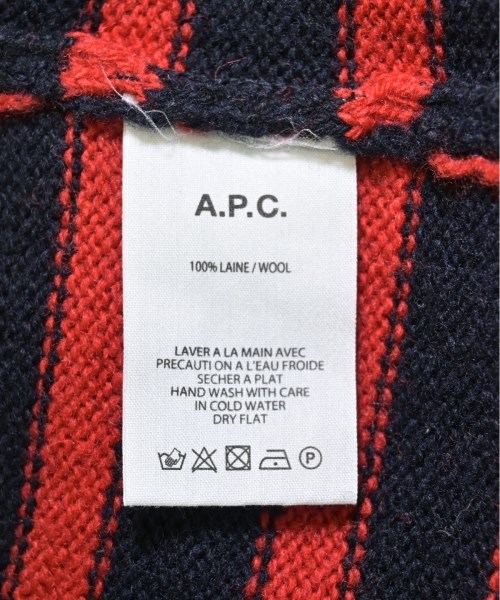 A.P.C.
100% LAINE / WOOL
LAVER A LA MAIN AVEC
PRECAUTI ON A L'EAU FROIDE
SECHER A PLAT
HAND WASH WITH CARE
IN COLD WATER
DRY FLAT
P